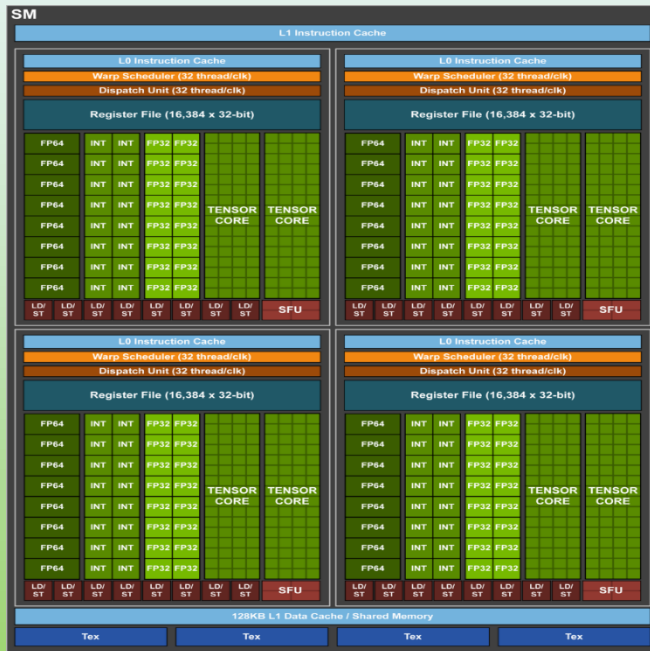 SM
L1 Instruction Cache
L0 Instruction Cache
Warp Scheduler (32 thread/clk)
Dispatch Unit (32 thread/clk)
Register File (16,384 x 32-bit)
FP64 INT INT FP32 FP32
FP64 INT INT FP32 FP32
FP64 INT INT FP32 FP32
FP64 INT INT FP32 FP32
TENSOR CORE TENSOR CORE
FP64 INT INT FP32 FP32
FP64 INT INT FP32 FP32
FP64 INT INT FP32 FP32
FP64 INT INT FP32 FP32
LD/ST LD/ST LD/ST LD/ST LD/ST LD/ST LD/ST LD/ST SFU
L0 Instruction Cache
Warp Scheduler (32 thread/clk)
Dispatch Unit (32 thread/clk)
Register File (16,384 x 32-bit)
FP64 INT INT FP32 FP32
FP64 INT INT FP32 FP32
FP64 INT INT FP32 FP32
FP64 INT INT FP32 FP32
TENSOR CORE TENSOR CORE
FP64 INT INT FP32 FP32
FP64 INT INT FP32 FP32
FP64 INT INT FP32 FP32
FP64 INT INT FP32 FP32
LD/ST LD/ST LD/ST LD/ST LD/ST LD/ST LD/ST LD/ST SFU
L0 Instruction Cache
Warp Scheduler (32 thread/clk)
Dispatch Unit (32 thread/clk)
Register File (16,384 x 32-bit)
FP64 INT INT FP32 FP32
FP64 INT INT FP32 FP32
FP64 INT INT FP32 FP32
FP64 INT INT FP32 FP32
TENSOR CORE TENSOR CORE
FP64 INT INT FP32 FP32
FP64 INT INT FP32 FP32
FP64 INT INT FP32 FP32
FP64 INT INT FP32 FP32
LD/ST LD/ST LD/ST LD/ST LD/ST LD/ST LD/ST LD/ST SFU
L0 Instruction Cache
Warp Scheduler (32 thread/clk)
Dispatch Unit (32 thread/clk)
Register File (16,384 x 32-bit)
FP64 INT INT FP32 FP32
FP64 INT INT FP32 FP32
FP64 INT INT FP32 FP32
FP64 INT INT FP32 FP32
TENSOR CORE TENSOR CORE
FP64 INT INT FP32 FP32
FP64 INT INT FP32 FP32
FP64 INT INT FP32 FP32
FP64 INT INT FP32 FP32
LD/ST LD/ST LD/ST LD/ST LD/ST LD/ST LD/ST LD/ST SFU
128KB L1 Data Cache / Shared Memory
Tex Tex Tex Tex